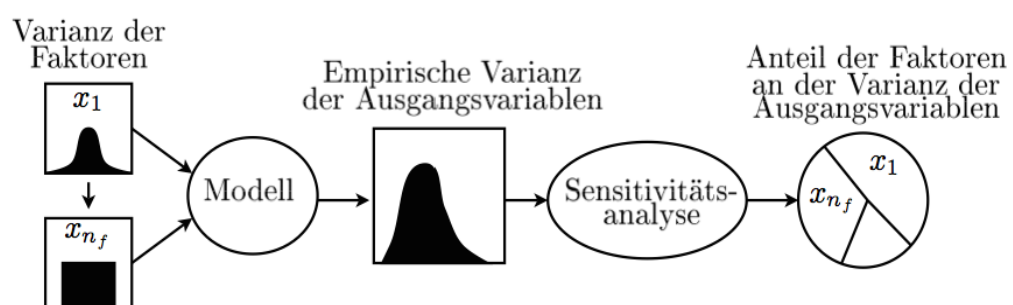 Varianz der
Faktoren
x1
xnf
Modell
Empirische Varianz
der Ausgangsvariablen
Sensitivitäts-
analyse
Anteil der Faktoren
an der Varianz der
Ausgangsvariablen
x1
xnf